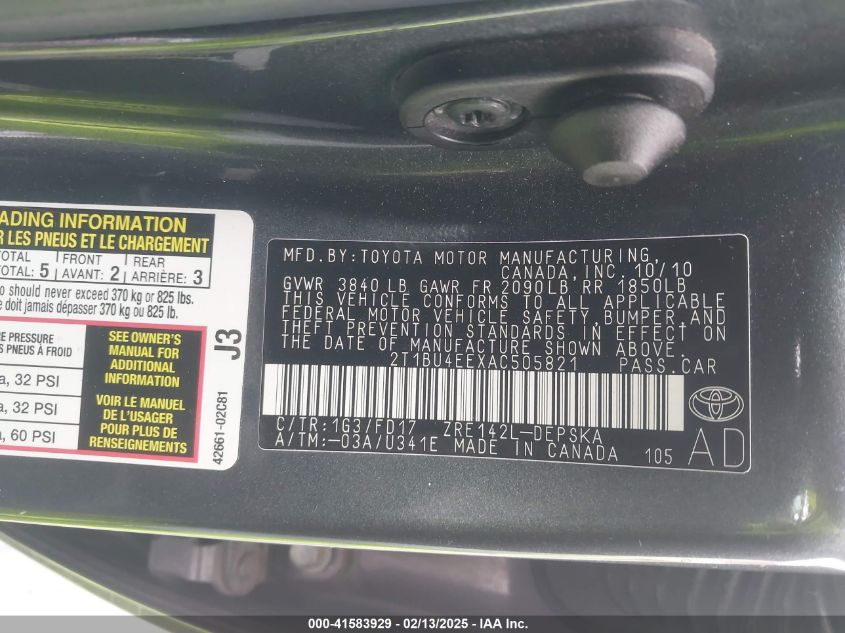 ADING INFORMATION
R LES PNEUS ET LE CHARGEMENT
TOTAL FRONT REAR
TOTAL: 5 AVANT: 2 ARRIÈRE: 3
o should never exceed 370 kg or 825 lbs.
e doit jamais dépasser 370 kg ou 825 lb.
E PRESSURE
S PNEUS À FROID
a, 32 PSI
a, 32 PSI
a, 60 PSI
SEE OWNER'S
MANUAL FOR
ADDITIONAL
INFORMATION
VOIR LE MANUEL
DE L'USAGER
POUR PLUS DE
RENSEIGNEMENTS
J3
42661-02C81
MFD.BY:TOYOTA MOTOR MANUFACTURING,
CANADA, INC. 10/10
GVWR 3840 LB GAWR FR 2090LB RR 1850LB
THIS VEHICLE CONFORMS TO ALL APPLICABLE
FEDERAL MOTOR VEHICLE SAFETY, BUMPER, AND
THEFT PREVENTION STANDARDS IN EFFECT ON
THE DATE OF MANUFACTURE SHOWN ABOVE.
2T1BU4EEXAC505821 PASS.CAR
C/TR:1G3/FD17 ZRE142L-DEPSKA
A/TM:-03A/U341E MADE IN CANADA 105 AD
000-41583929 - 02/13/2025 - IAA Inc.